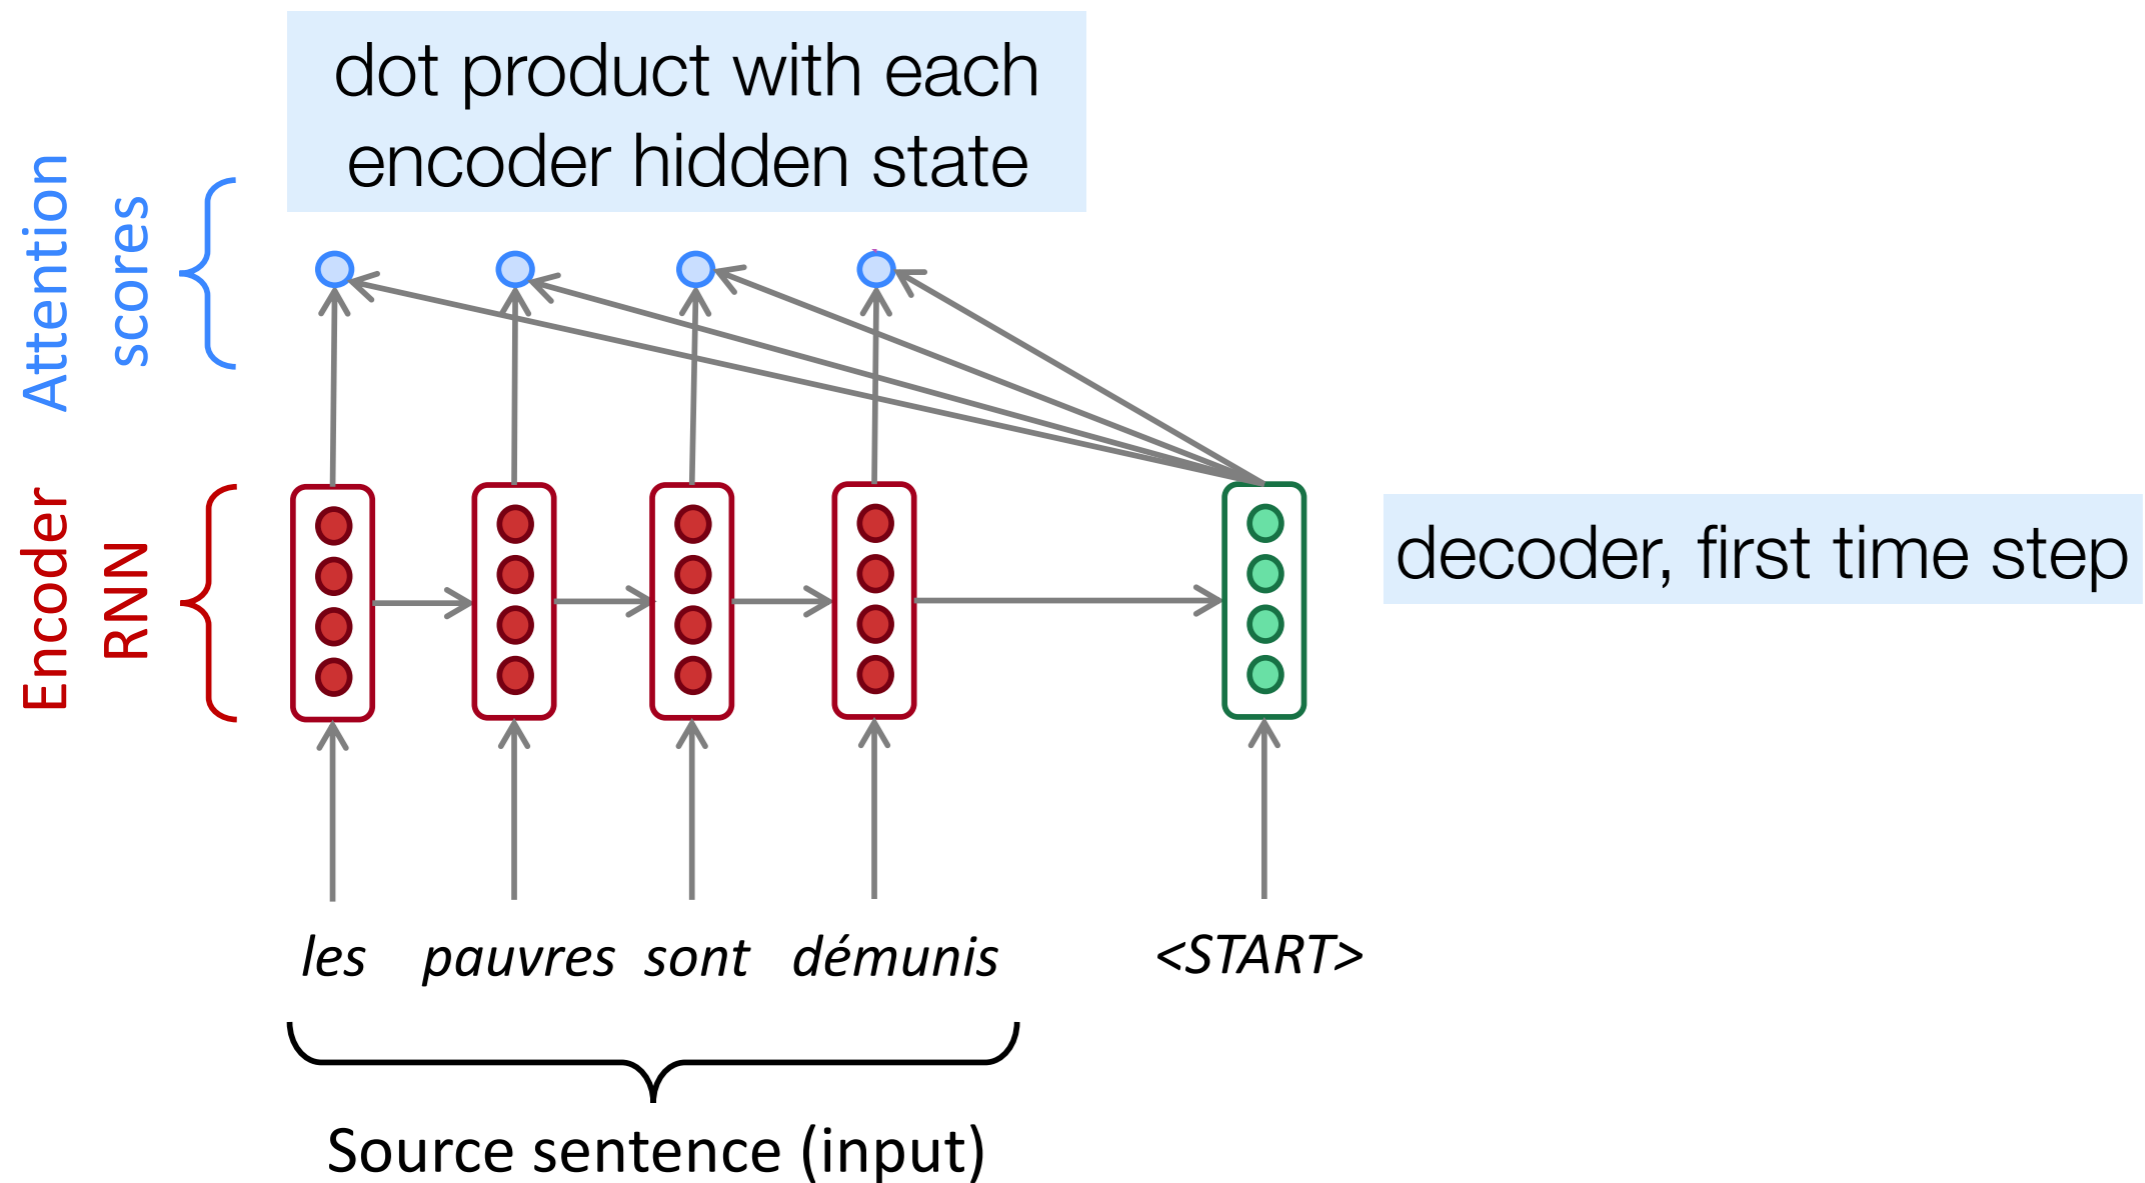 dot product with each
encoder hidden state
Attention
scores
Encoder
RNN
decoder, first time step
les pauvres sont démunis <START>
Source sentence (input)